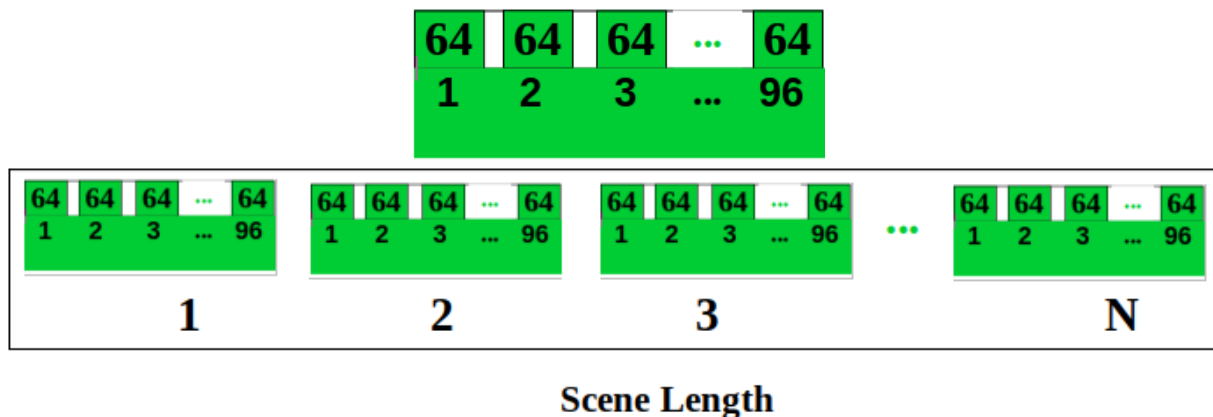 64 64 64 ... 64
1 2 3 ... 96
64 64 64 ... 64 64 64 64 ... 64 64 64 64 ... 64 ... 64 64 64 ... 64
1 2 3 ... 96 1 2 3 ... 96 1 2 3 ... 96 1 2 3 ... 96
1 2 3 N
Scene Length